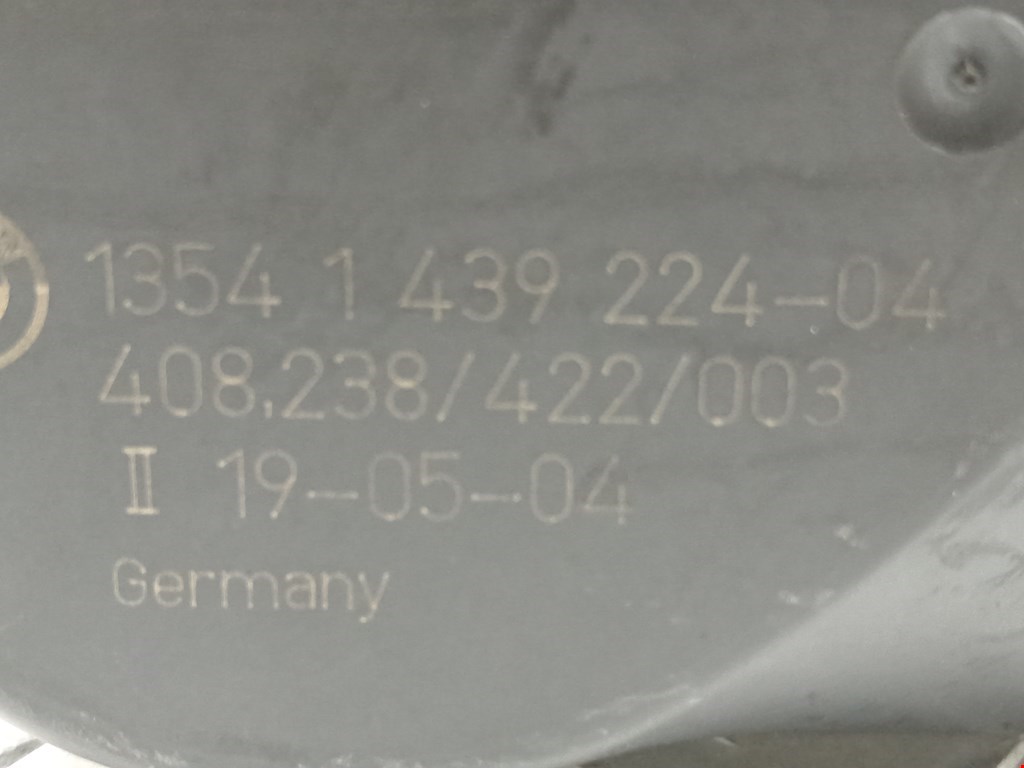 1354 1 439 224-04
408.238/422/003
II 19-05-04
Germany